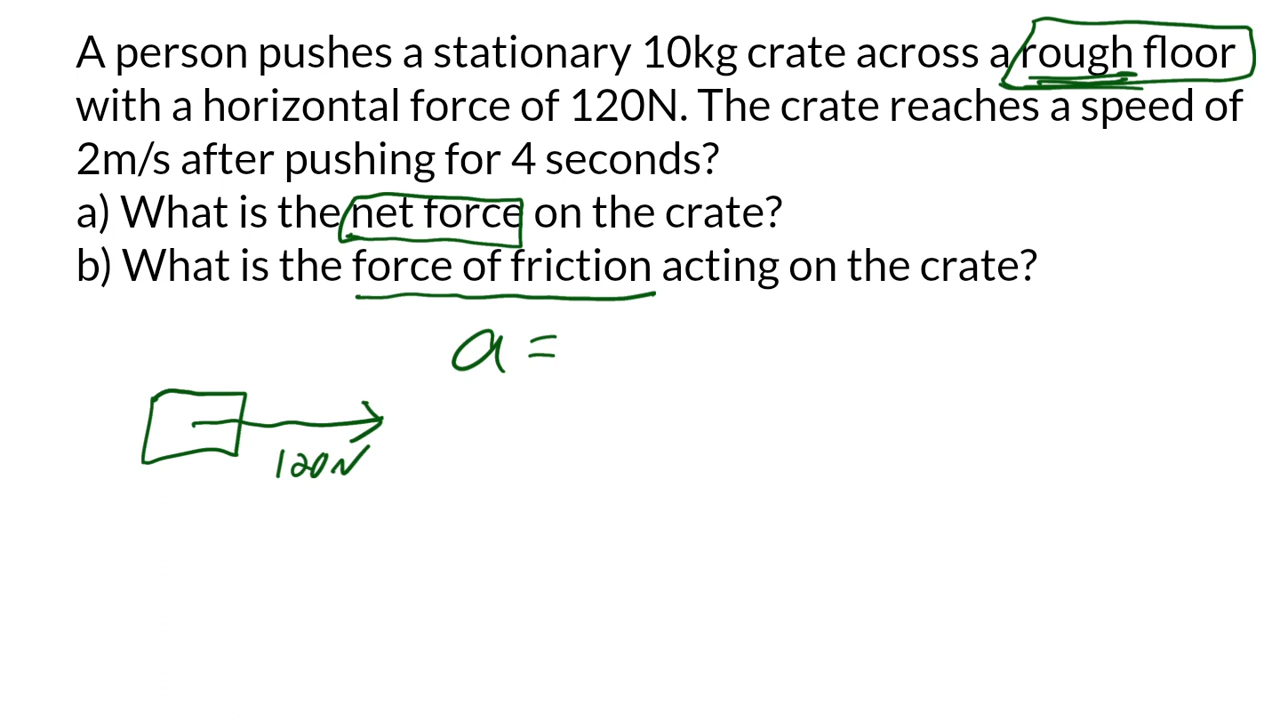 A person pushes a stationary 10kg crate across a rough floor
with a horizontal force of 120N. The crate reaches a speed of
2m/s after pushing for 4 seconds?
a) What is the net force on the crate?
b) What is the force of friction acting on the crate?
a =
120N